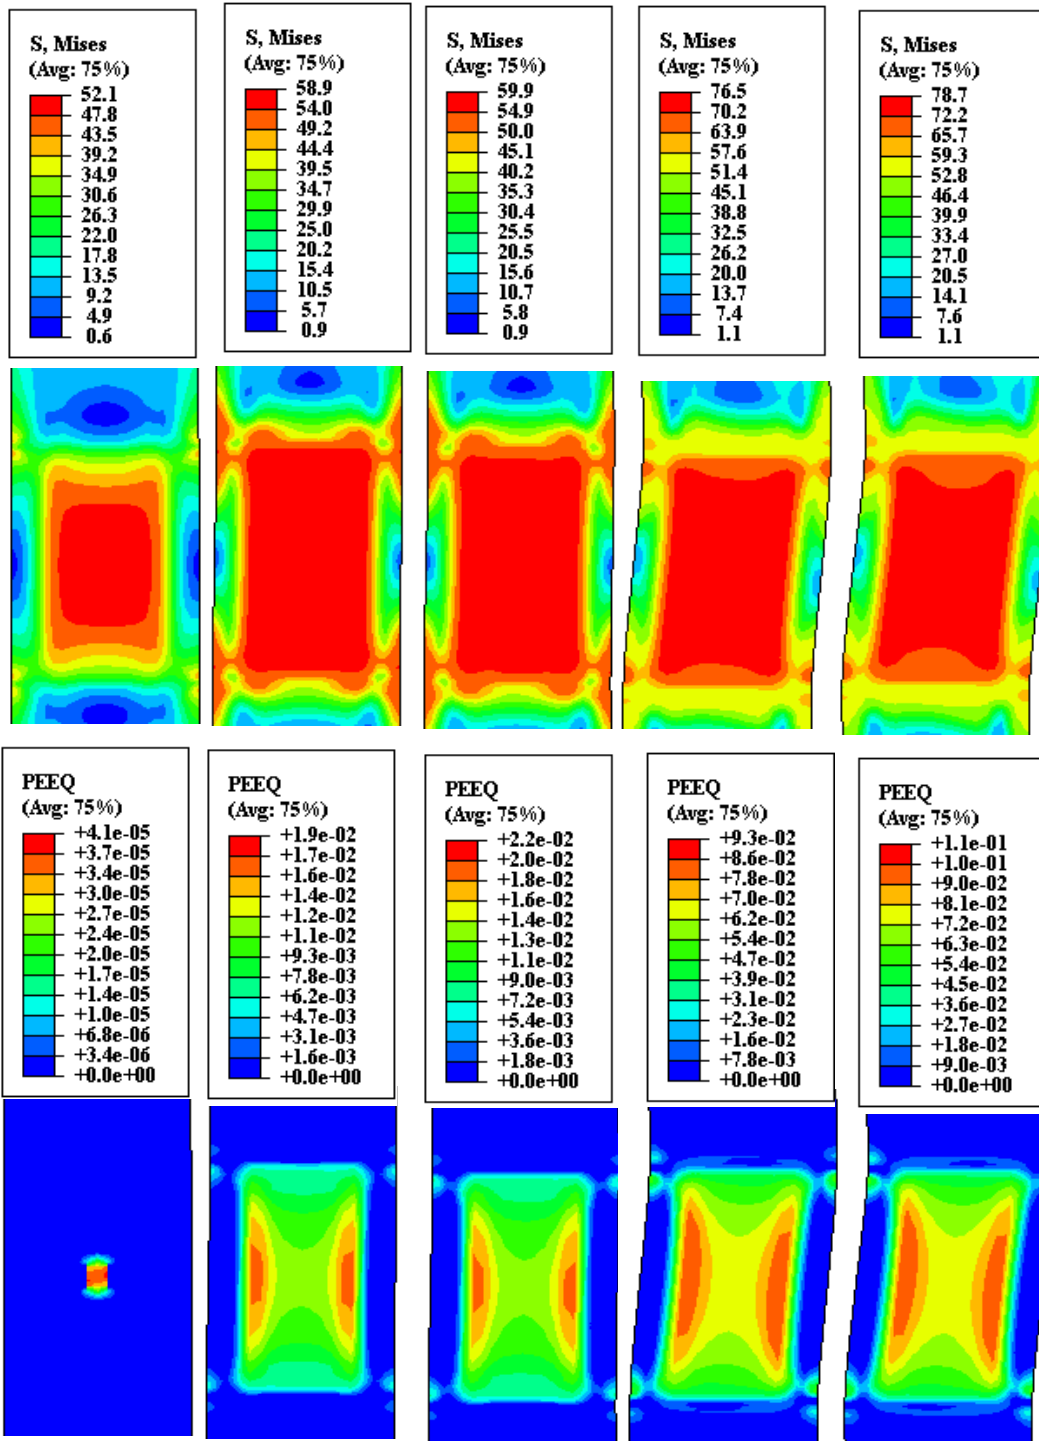 S, Mises
(Avg: 75%)
52.1
47.8
43.5
39.2
34.9
30.6
26.3
22.0
17.8
13.5
9.2
4.9
0.6
S, Mises
(Avg: 75%)
58.9
54.0
49.2
44.4
39.5
34.7
29.9
25.0
20.2
15.4
10.5
5.7
0.9
S, Mises
(Avg: 75%)
59.9
54.9
50.0
45.1
40.2
35.3
30.4
25.5
20.5
15.6
10.7
5.8
0.9
S, Mises
(Avg: 75%)
76.5
70.2
63.9
57.6
51.4
45.1
38.8
32.5
26.2
20.0
13.7
7.4
1.1
S, Mises
(Avg: 75%)
78.7
72.2
65.7
59.3
52.8
46.4
39.9
33.4
27.0
20.5
14.1
7.6
1.1
PEEQ
(Avg: 75%)
+4.1e-05
+3.7e-05
+3.4e-05
+3.0e-05
+2.7e-05
+2.4e-05
+2.0e-05
+1.7e-05
+1.4e-05
+1.0e-05
+6.8e-06
+3.4e-06
+0.0e+00
PEEQ
(Avg: 75%)
+1.9e-02
+1.7e-02
+1.6e-02
+1.4e-02
+1.2e-02
+1.1e-02
+9.3e-03
+7.8e-03
+6.2e-03
+4.7e-03
+3.1e-03
+1.6e-03
+0.0e+00
PEEQ
(Avg: 75%)
+2.2e-02
+2.0e-02
+1.8e-02
+1.6e-02
+1.4e-02
+1.3e-02
+1.1e-02
+9.0e-03
+7.2e-03
+5.4e-03
+3.6e-03
+1.8e-03
+0.0e+00
PEEQ
(Avg: 75%)
+9.3e-02
+8.6e-02
+7.8e-02
+7.0e-02
+6.2e-02
+5.4e-02
+4.7e-02
+3.9e-02
+3.1e-02
+2.3e-02
+1.6e-02
+7.8e-03
+0.0e+00
PEEQ
(Avg: 75%)
+1.1e-01
+1.0e-01
+9.0e-02
+8.1e-02
+7.2e-02
+6.3e-02
+5.4e-02
+4.5e-02
+3.6e-02
+2.7e-02
+1.8e-02
+9.0e-03
+0.0e+00